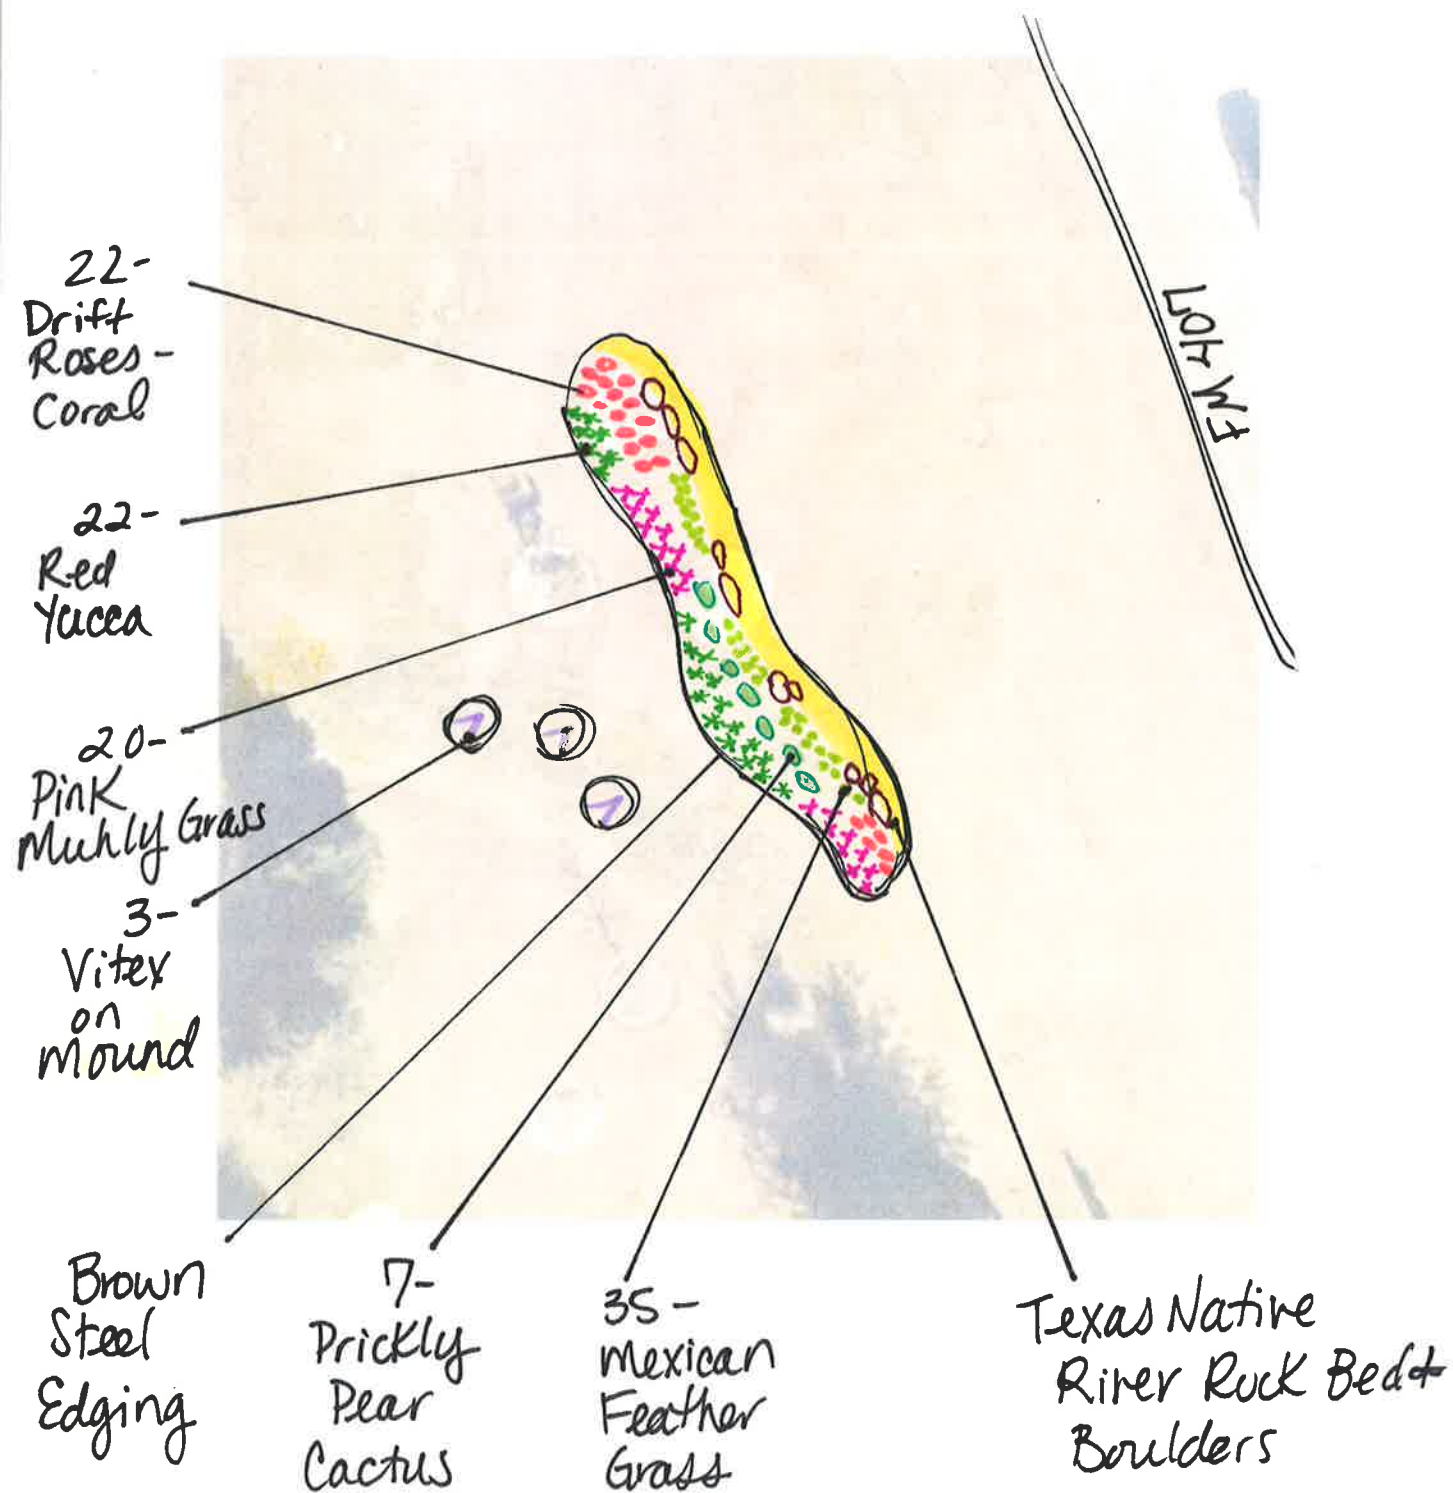 22-
Drift
Roses-
Coral
22-
Red
Yucca
20-
Pink
Muhly Grass
3-
Vitex
on
Mound
Brown
Steel
Edging
7-
Prickly
Pear
Cactus
35-
Mexican
Feather
Grass
Texas Native
River Rock Bed +
Boulders
FM 407